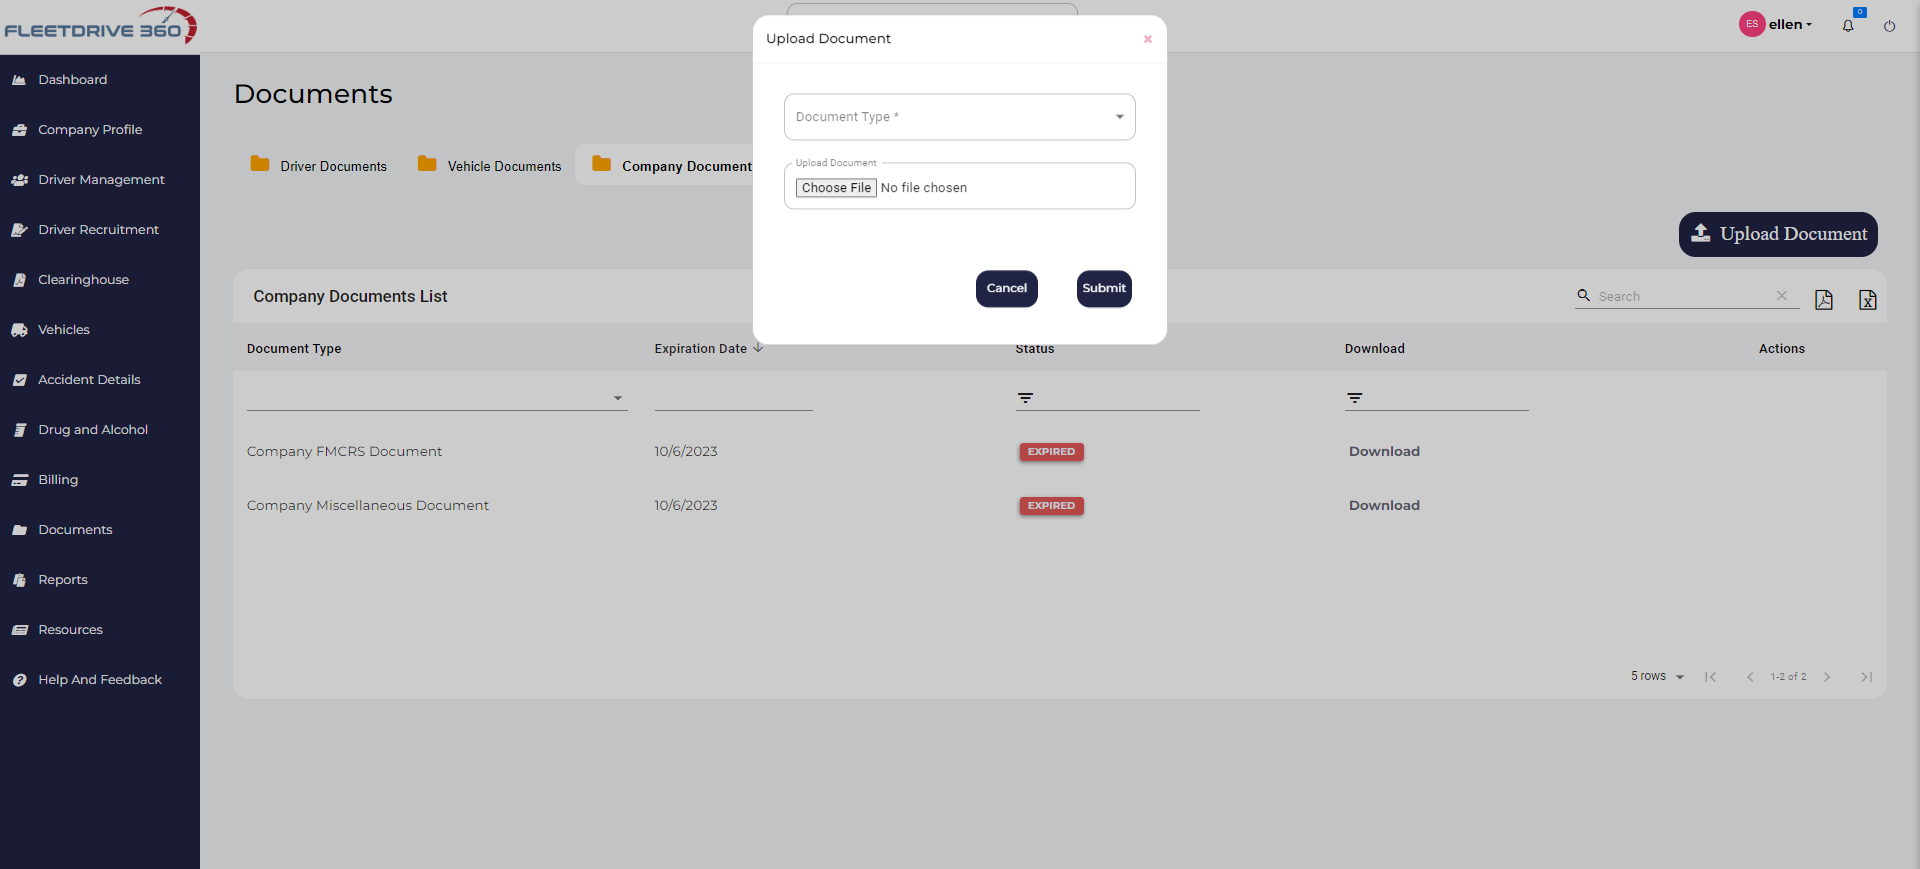 FLEETDRIVE 360
ES ellen
0
Upload Document
Document Type *
Upload Document
Choose File No file chosen
Cancel Submit
Dashboard
Company Profile
Driver Management
Driver Recruitment
Clearinghouse
Vehicles
Accident Details
Drug and Alcohol
Billing
Documents
Reports
Resources
Help And Feedback
Documents
Driver Documents Vehicle Documents Company Document
Upload Document
Company Documents List
Search
Document Type Expiration Date Status Download Actions
Company FMCRS Document 10/6/2023 EXPIRED Download
Company Miscellaneous Document 10/6/2023 EXPIRED Download
5 rows 1-2 of 2